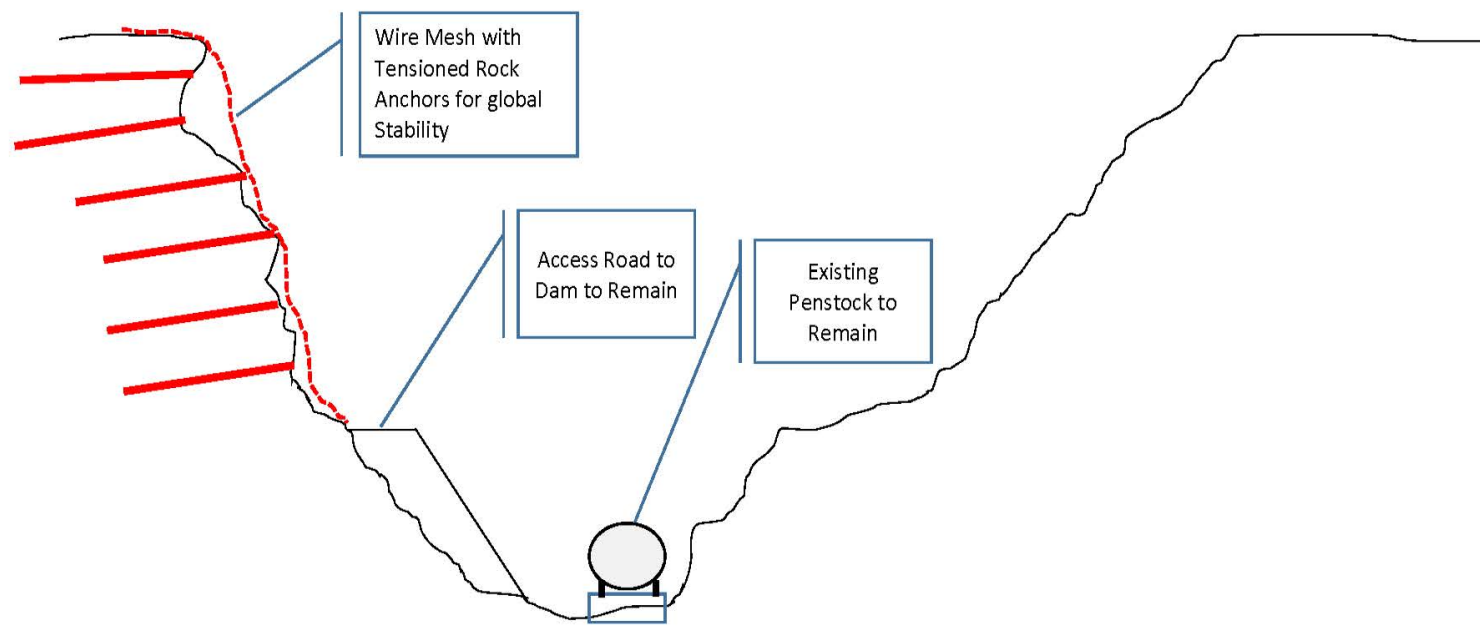 Wire Mesh with
Tensioned Rock
Anchors for global
Stability
Access Road to
Dam to Remain
Existing
Penstock to
Remain